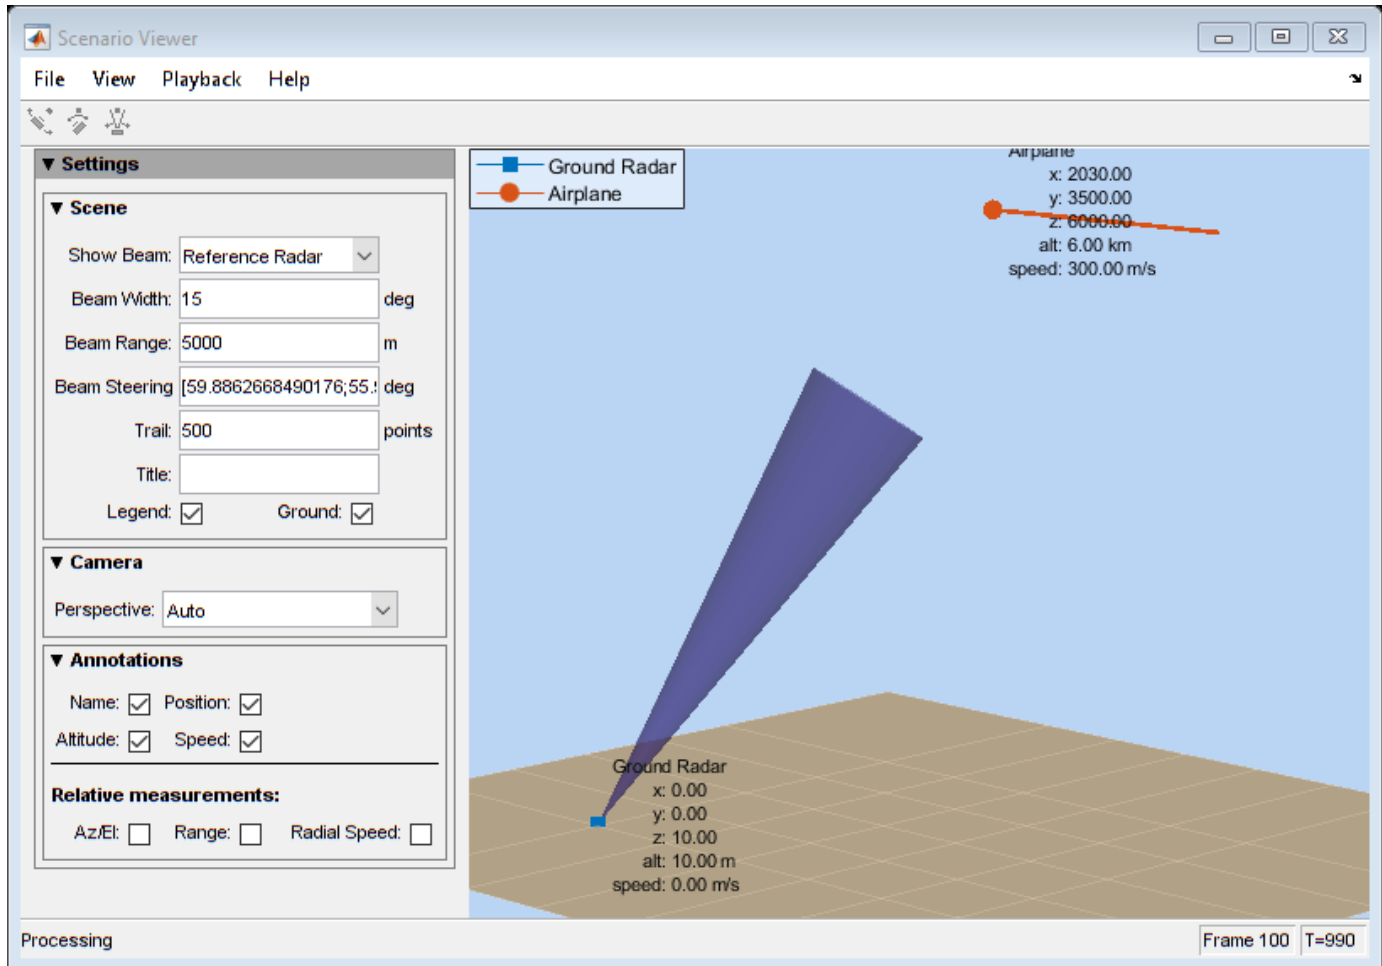 Scenario Viewer
File View Playback Help
▼ Settings
▼ Scene
Show Beam: Reference Radar
Beam Width: 15 deg
Beam Range: 5000 m
Beam Steering [59.8862668490176;55. deg
Trail: 500 points
Title:
Legend: Ground:
▼ Camera
Perspective: Auto
▼ Annotations
Name: Position:
Altitude: Speed:
Relative measurements:
Az/El: Range: Radial Speed:
Ground Radar
Airplane
Airplane
x: 2030.00
y: 3500.00
z: 6000.00
alt: 6.00 km
speed: 300.00 m/s
Ground Radar
x: 0.00
y: 0.00
z: 10.00
alt: 10.00 m
speed: 0.00 m/s
Processing
Frame 100 T=990